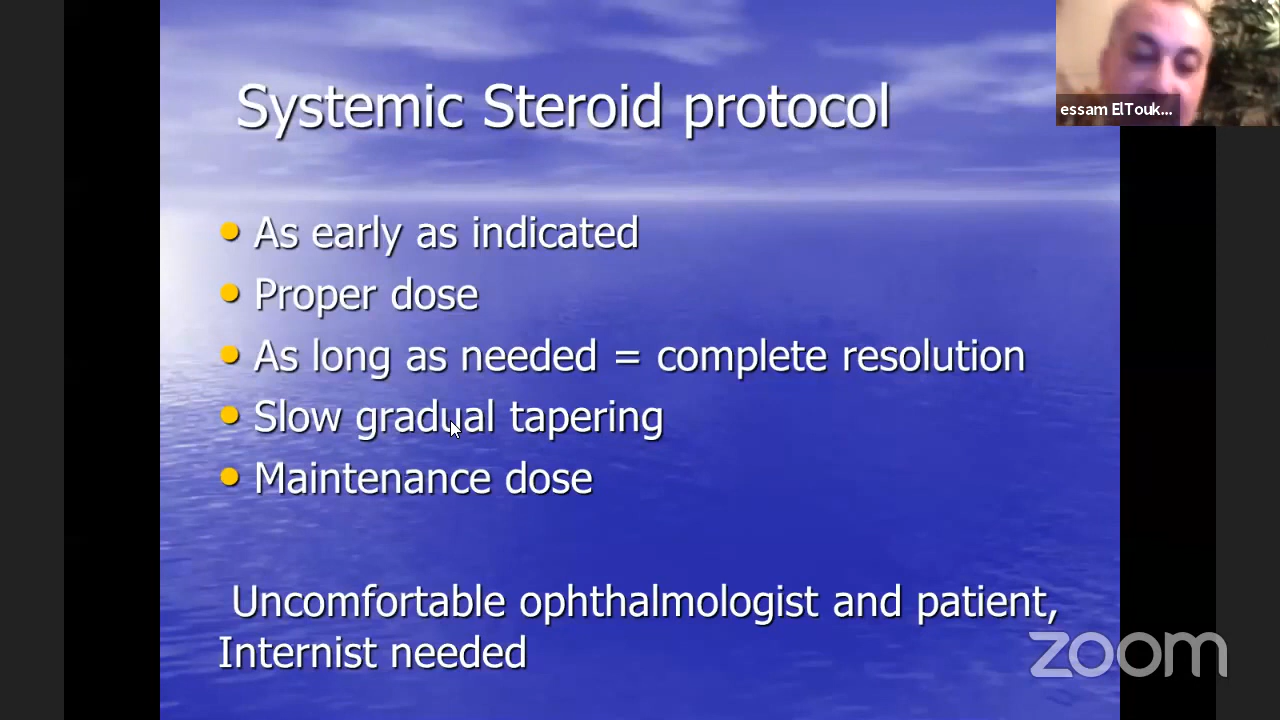 Systemic Steroid protocol
essam ElTouk...
As early as indicated
Proper dose
As long as needed = complete resolution
Slow gradual tapering
Maintenance dose
Uncomfortable ophthalmologist and patient,
Internist needed
zoom